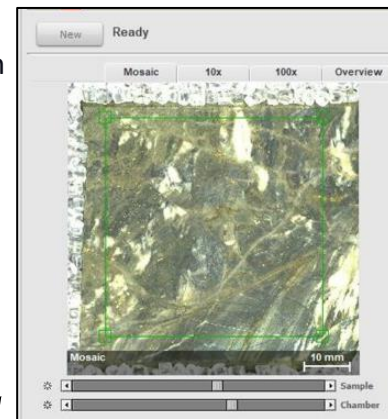 New Ready
Mosaic 10x 100x Overview
Mosaic 10 mm
Sample
Chamber